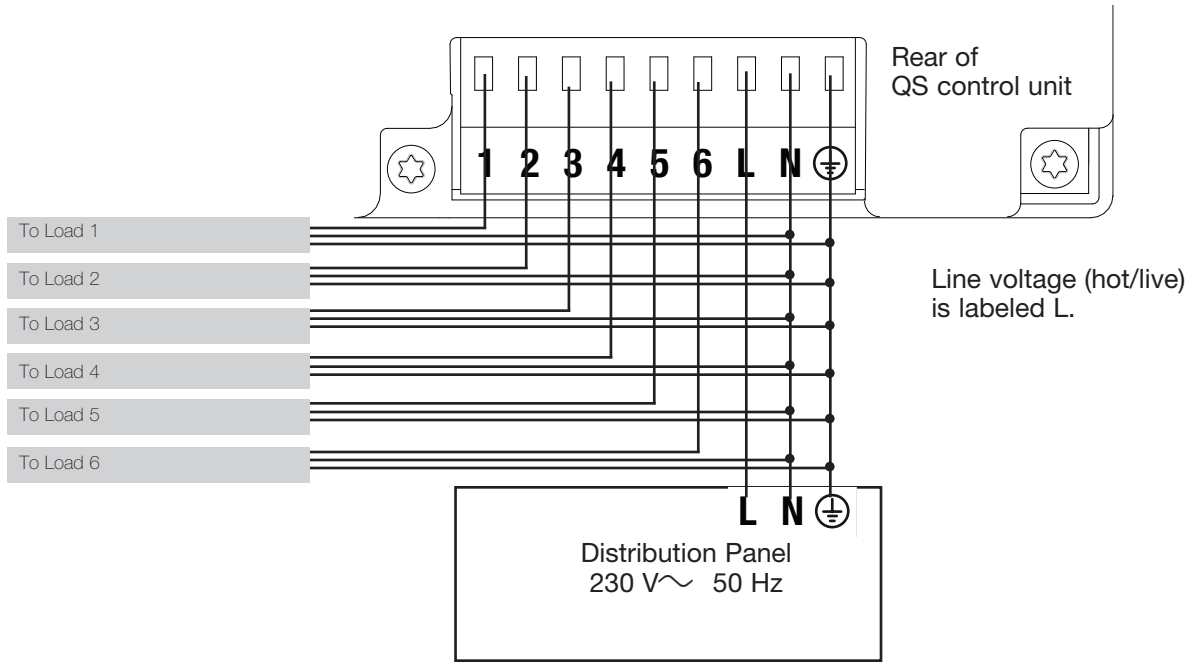 Rear of
QS control unit
1 2 3 4 5 6 L N
To Load 1
To Load 2
To Load 3
To Load 4
To Load 5
To Load 6
Line voltage (hot/live)
is labeled L.
L N
Distribution Panel
230 V~ 50 Hz